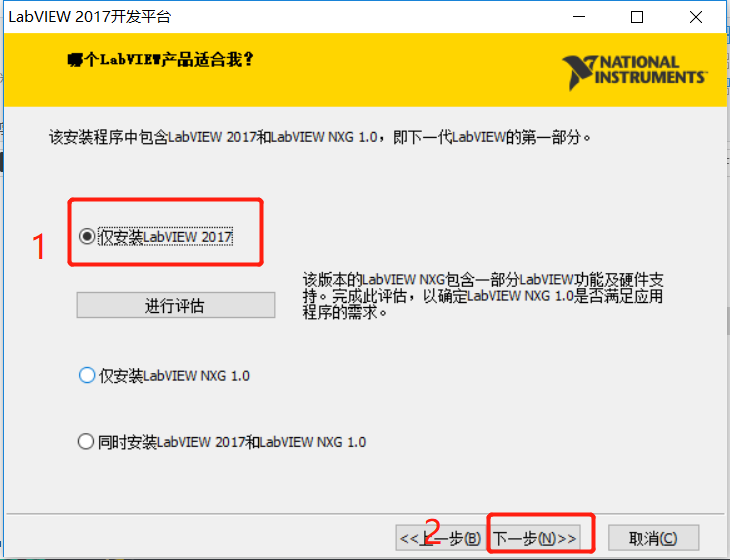 LabVIEW 2017开发平台
哪个LabVIEW产品适合我？
NATIONAL
INSTRUMENTS
该安装程序中包含LabVIEW 2017和LabVIEW NXG 1.0，即下一代LabVIEW的第一部分。
1
仅安装LabVIEW 2017
进行评估
该版本的LabVIEW NXG包含一部分LabVIEW功能及硬件支
持。完成此评估，以确定LabVIEW NXG 1.0是否满足应用
程序的需求。
仅安装LabVIEW NXG 1.0
同时安装LabVIEW 2017和LabVIEW NXG 1.0
2
<<上一步(B)
下一步(N)>>
取消(C)